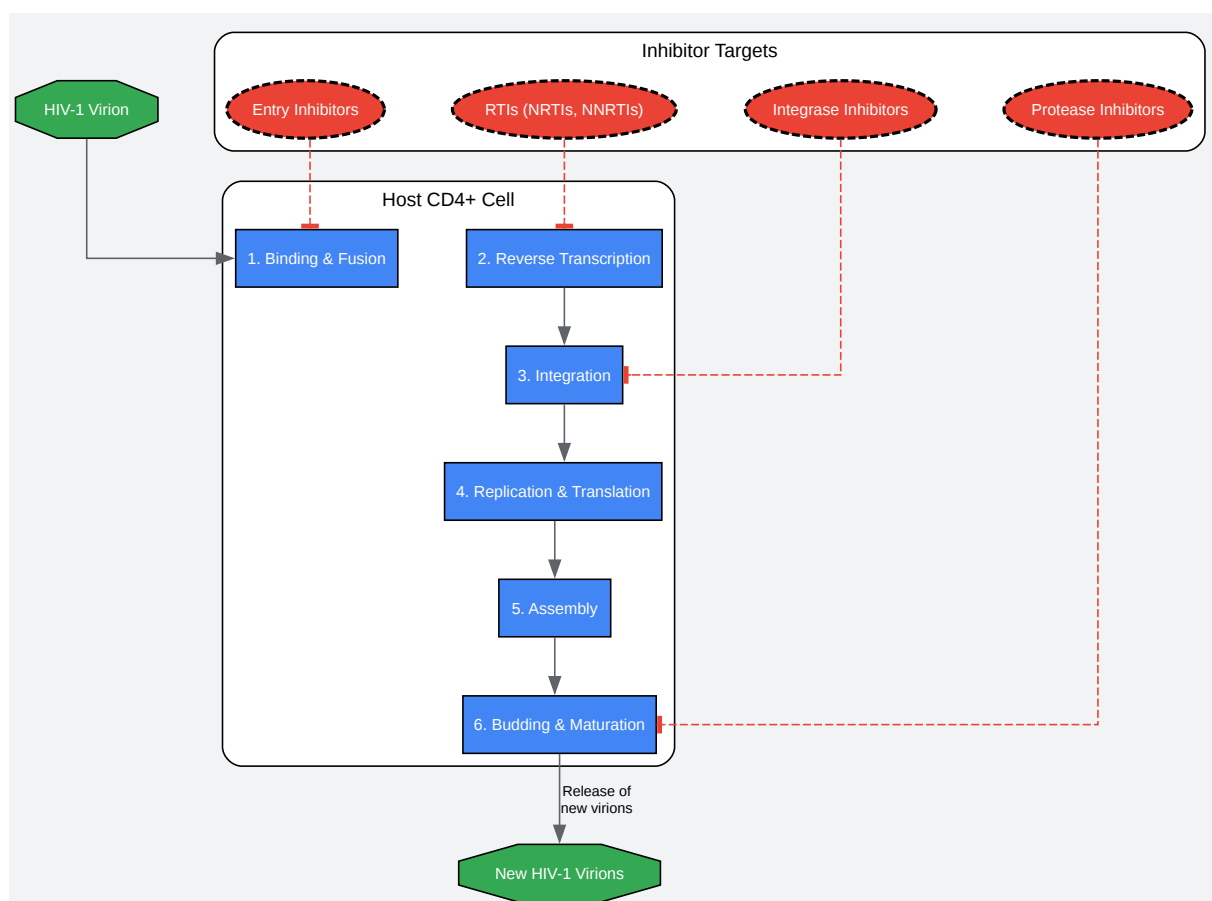 Inhibitor Targets
HIV-1 Virion
Entry Inhibitors
RTIs (NRTIs, NNRTIs)
Integrase Inhibitors
Protease Inhibitors
Host CD4+ Cell
1. Binding & Fusion
2. Reverse Transcription
3. Integration
4. Replication & Translation
5. Assembly
6. Budding & Maturation
Release of
new virions
New HIV-1 Virions